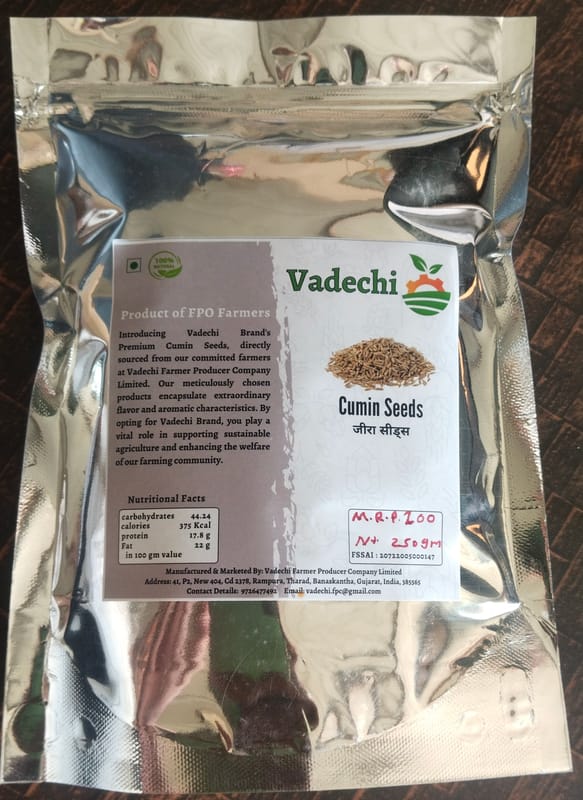 100%
NATURAL
Vadechi
Product of FPO Farmers
Introducing Vadechi Brand's
Premium Cumin Seeds, directly
sourced from our committed farmers
at Vadechi Farmer Producer Company
Limited. Our meticulously chosen
products encapsulate extraordinary
flavor and aromatic characteristics. By
opting for Vadechi Brand, you play a
vital role in supporting sustainable
agriculture and enhancing the welfare
of our farming community.
Cumin Seeds
जीरा सीड्स
Nutritional Facts
carbohydrates 44.24
calories 375 Kcal
protein 17.8 g
Fat 22 g
in 100 gm value
M.R.P. 200
Nt. 250gm
FSSAI : 20722005000147
Manufactured & Marketed By: Vadechi Farmer Producer Company Limited
Address: 41, P2, New 404, Cd 2378, Rampura, Tharad, Banaskantha, Gujarat, India, 385565
Contact Details: 9726477492 Email: vadechi.fpc@gmail.com